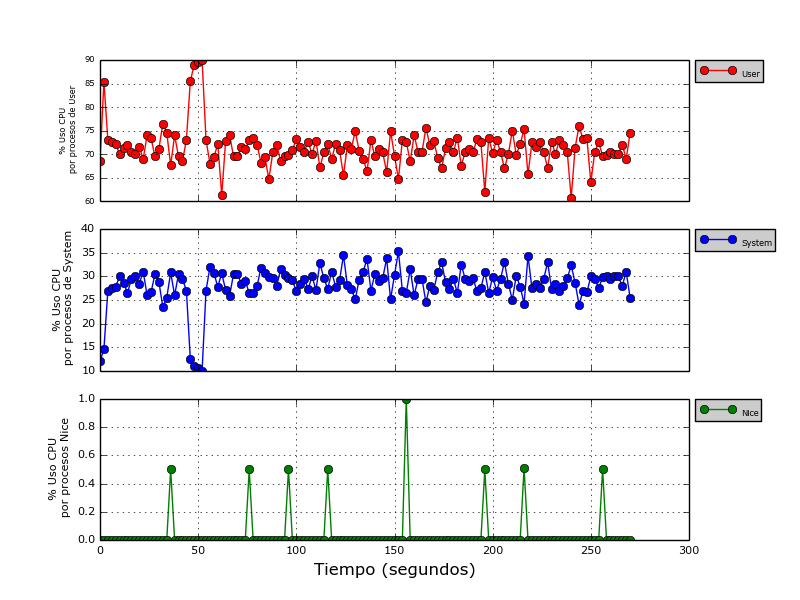 90
85
80
75
70
65
60
% Uso CPU
por procesos de User
User
40
35
30
25
20
15
10
% Uso CPU
por procesos de System
System
1.0
0.8
0.6
0.4
0.2
0.0
% Uso CPU
por procesos Nice
Nice
0 50 100 150 200 250 300
Tiempo (segundos)